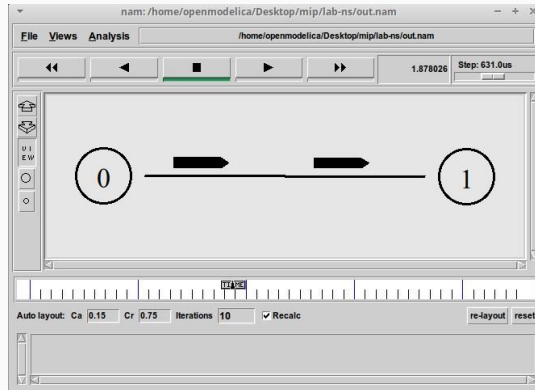 nam: /home/openmodelica/Desktop/mip/lab-ns/out.nam
File Views Analysis /home/openmodelica/Desktop/mip/lab-ns/out.nam
1.878026 Step: 631.0us
V I
E W
0 1
TIME
Auto layout: Ca 0.15 Cr 0.75 Iterations 10 Recalc re-layout reset